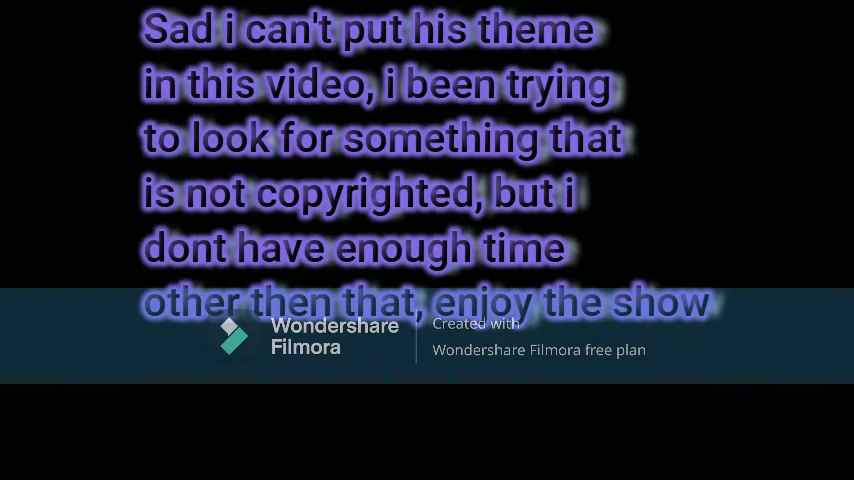 Sad i can't put his theme
in this video, i been trying
to look for something that
is not copyrighted, but i
dont have enough time
other then that, enjoy the show
Wondershare
Filmora
Created with
Wondershare Filmora free plan